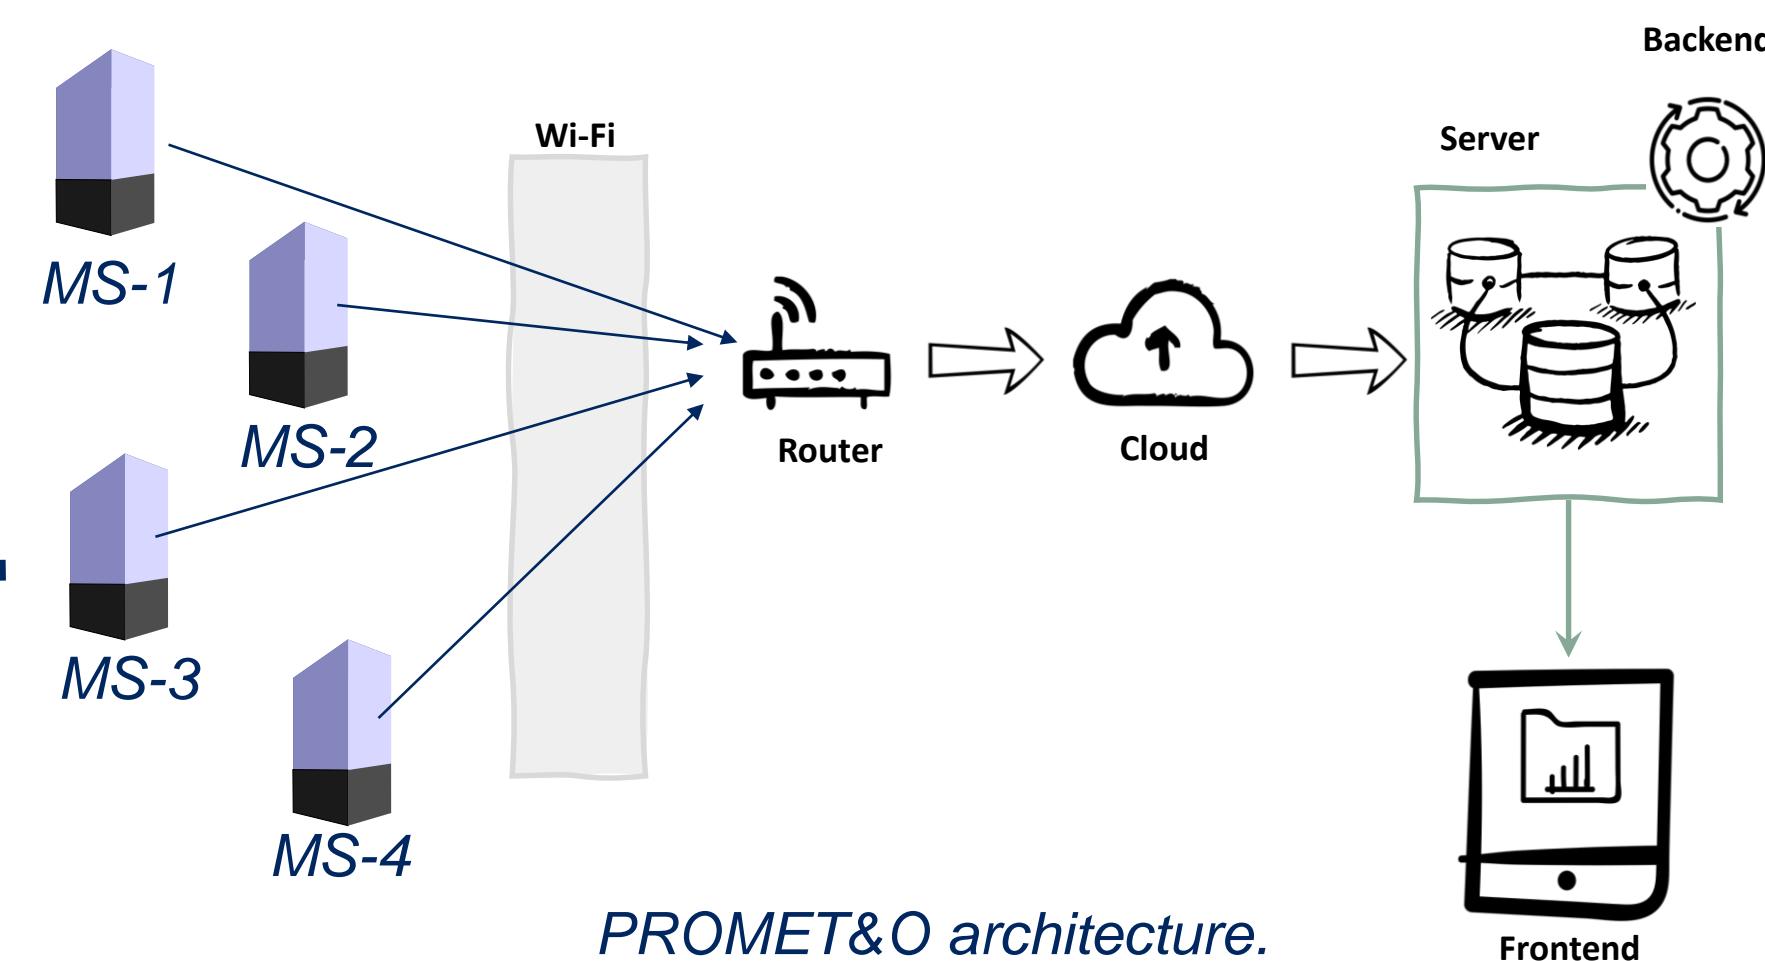 Backend
Wi-Fi
Server
MS-1
MS-2
Router
Cloud
MS-3
MS-4
PROMET&O architecture.
Frontend